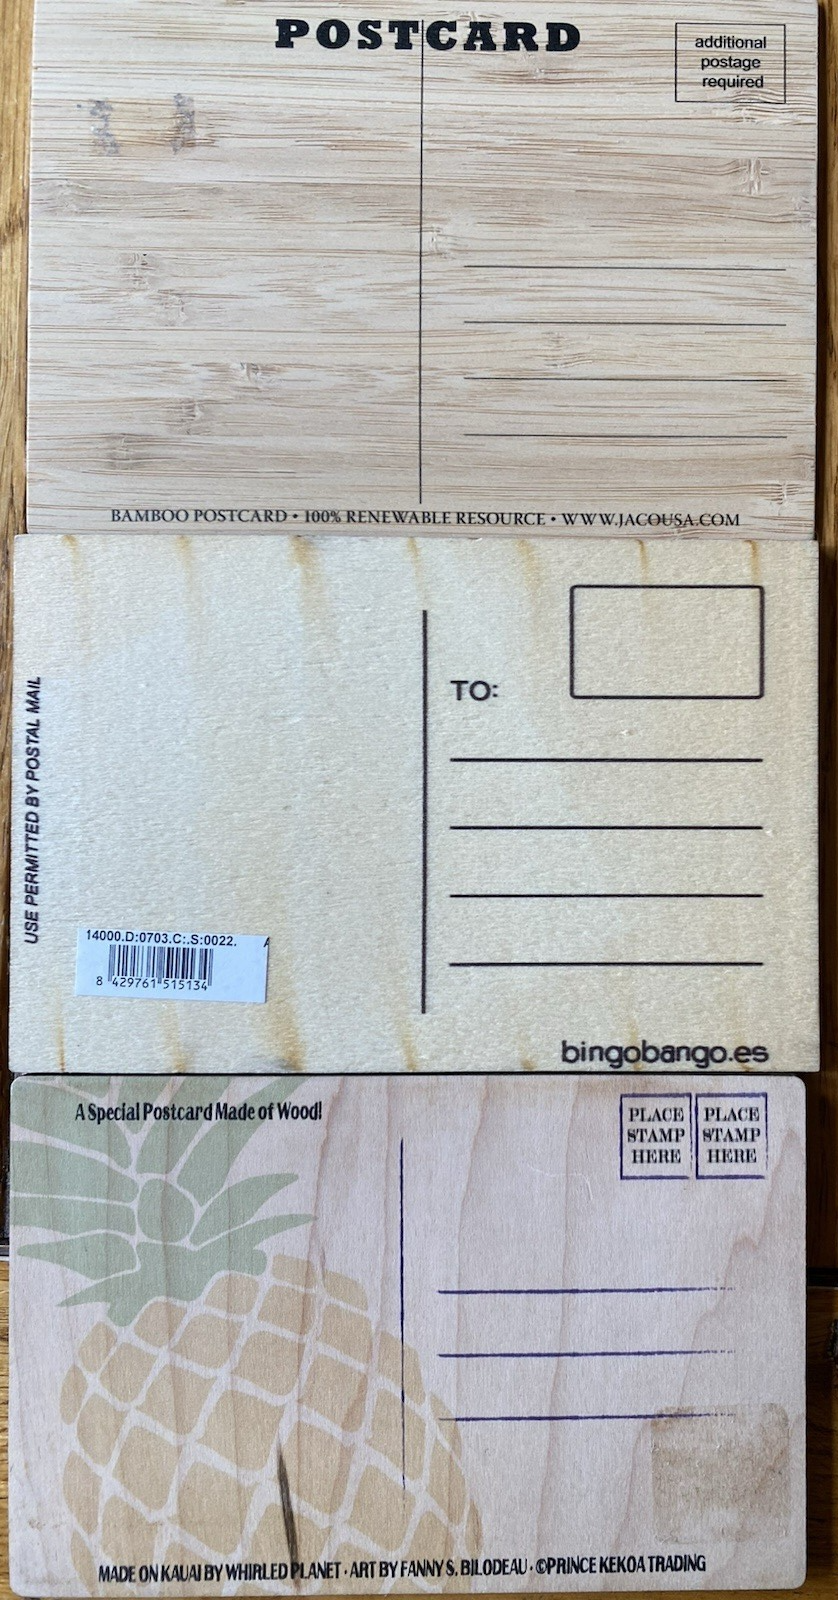 POSTCARD
additional
postage
required
BAMBOO POSTCARD • 100% RENEWABLE RESOURCE • WWW.JACOUSA.COM
USE PERMITTED BY POSTAL MAIL
TO:
14000.D:0703.C:.S:0022.
8 429761 515134
bingobango.es
A Special Postcard Made of Wood!
PLACE STAMP HERE
PLACE STAMP HERE
MADE ON KAUAI BY WHIRLED PLANET · ART BY FANNY S. BILODEAU · ©PRINCE KEKOA TRADING